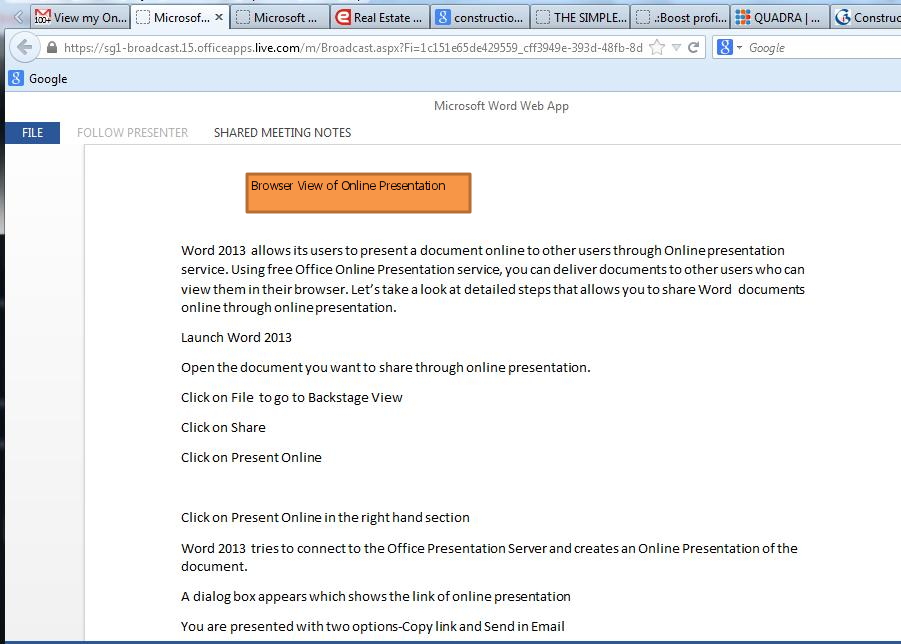 100+ View my On... Microsof... × Microsoft ... Real Estate ... constructio... THE SIMPLE... .:Boost profi... QUADRA | ... Construc
https://sg1-broadcast.15.officeapps.live.com/m/Broadcast.aspx?Fi=1c151e65de429559_cff3949e-393d-48fb-8d Google
Google
Microsoft Word Web App
FILE FOLLOW PRESENTER SHARED MEETING NOTES
Browser View of Online Presentation
Word 2013 allows its users to present a document online to other users through Online presentation
service. Using free Office Online Presentation service, you can deliver documents to other users who can
view them in their browser. Let's take a look at detailed steps that allows you to share Word documents
online through online presentation.
Launch Word 2013
Open the document you want to share through online presentation.
Click on File to go to Backstage View
Click on Share
Click on Present Online
Click on Present Online in the right hand section
Word 2013 tries to connect to the Office Presentation Server and creates an Online Presentation of the
document.
A dialog box appears which shows the link of online presentation
You are presented with two options-Copy link and Send in Email